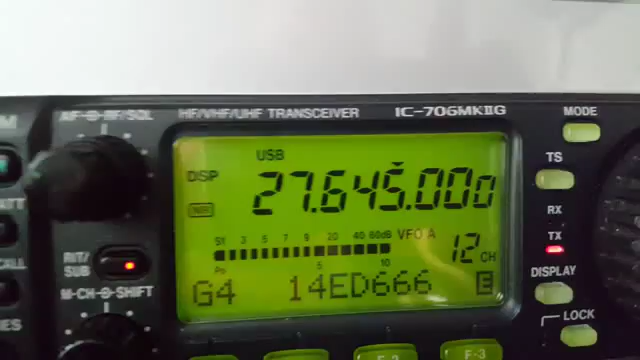 AF-⊙-RF/SQL HF/VHF/UHF TRANSCEIVER IC-706MKIIG
MODE
USB
DSP
27.645.000
TS
NR
RX
S1 3 5 7 9 20 40 60dB VFO A
12 CH
TX
RIT/
SUB
Po 5 10
DISPLAY
M-CH-⊙-SHIFT
G4 14ED666 E
LOCK
F-3